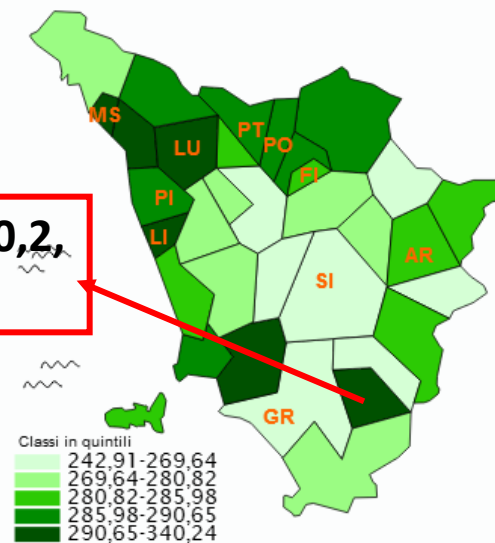 MS
LU
PT
PO
FI
PI
LI
0,2,
AR
SI
GR
Classi in quintili
242,91-269,64
269,64-280,82
280,82-285,98
285,98-290,65
290,65-340,24